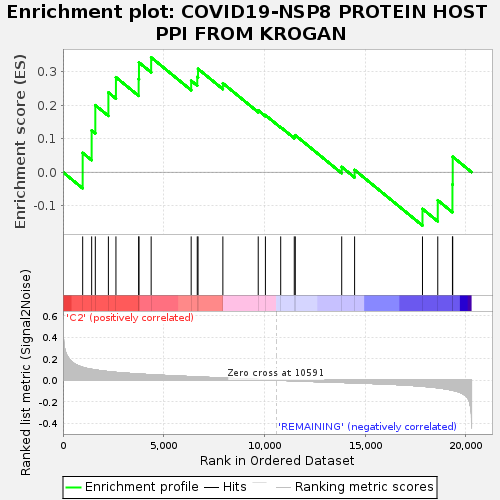 Enrichment plot: COVID19-NSP8 PROTEIN HOST
PPI FROM KROGAN
Enrichment score (ES)
0.3
0.2
0.1
0.0
-0.1
Ranked list metric (Signal2Noise)
0.6
0.4
0.2
0.0
-0.2
-0.4
'C2' (positively correlated)
Zero cross at 10591
'REMAINING' (negatively correlated)
0 5,000 10,000 15,000 20,000
Rank in Ordered Dataset
Enrichment profile Hits Ranking metric scores